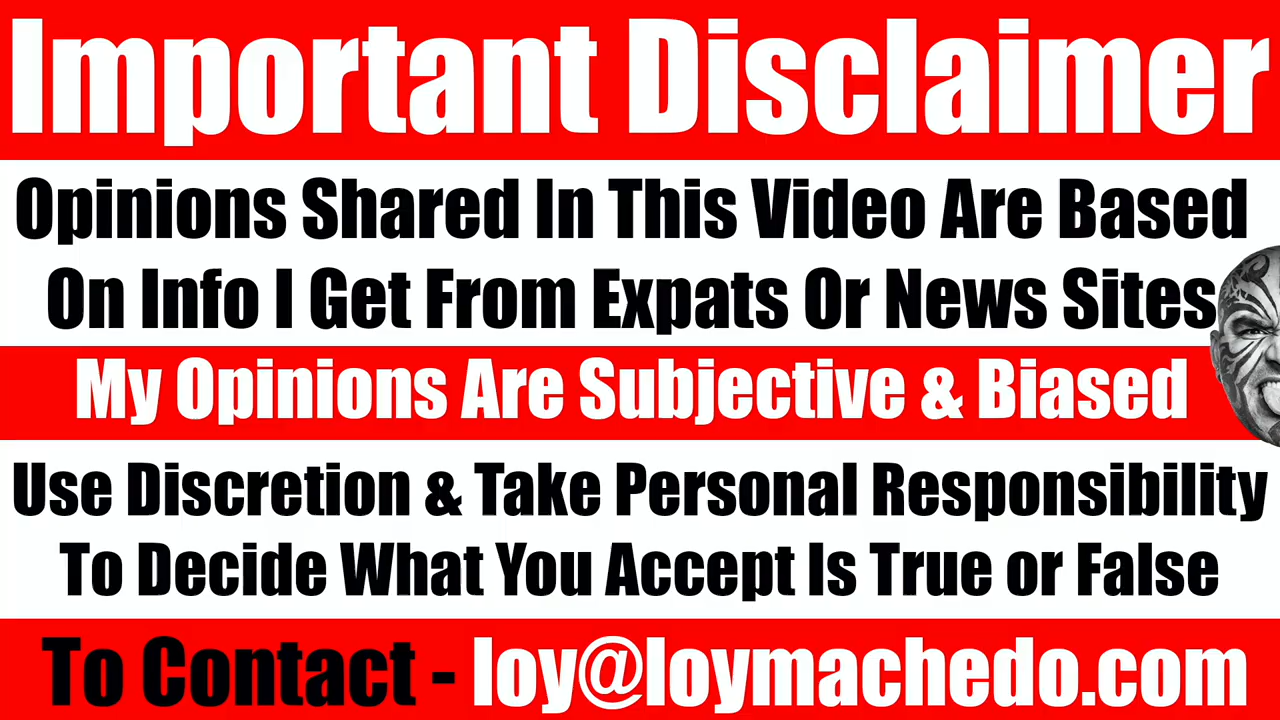 Important Disclaimer
Opinions Shared In This Video Are Based
On Info I Get From Expats Or News Sites
My Opinions Are Subjective & Biased
Use Discretion & Take Personal Responsibility
To Decide What You Accept Is True or False
To Contact - loy@loymachedo.com